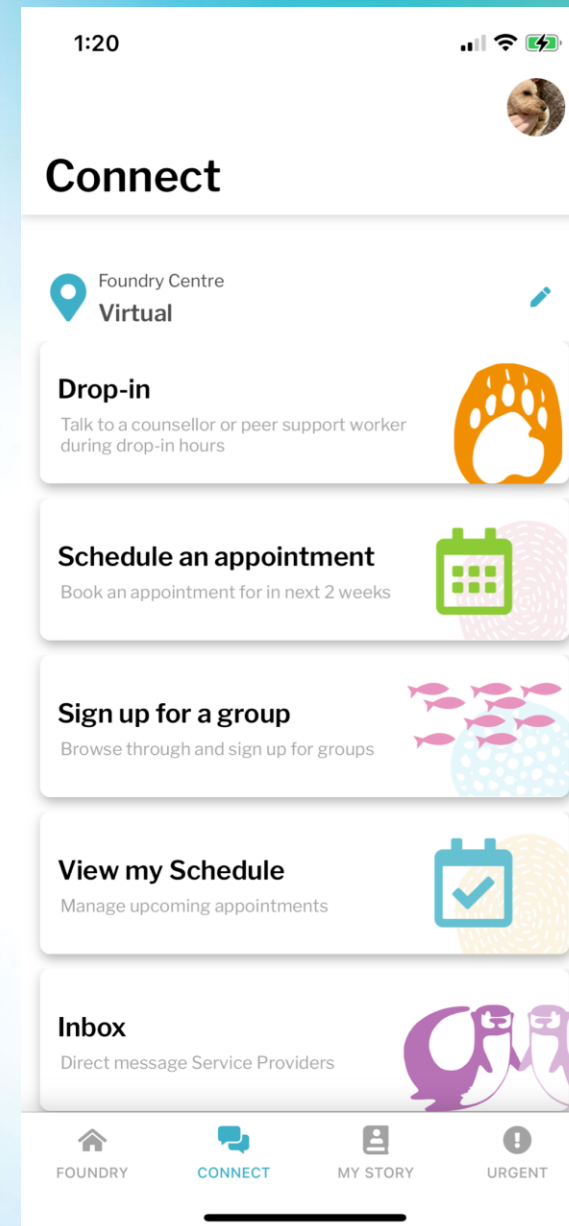 1:20
Connect
Foundry Centre
Virtual
Drop-in
Talk to a counsellor or peer support worker
during drop-in hours
Schedule an appointment
Book an appointment for in next 2 weeks
Sign up for a group
Browse through and sign up for groups
View my Schedule
Manage upcoming appointments
Inbox
Direct message Service Providers
FOUNDRY CONNECT MY STORY URGENT